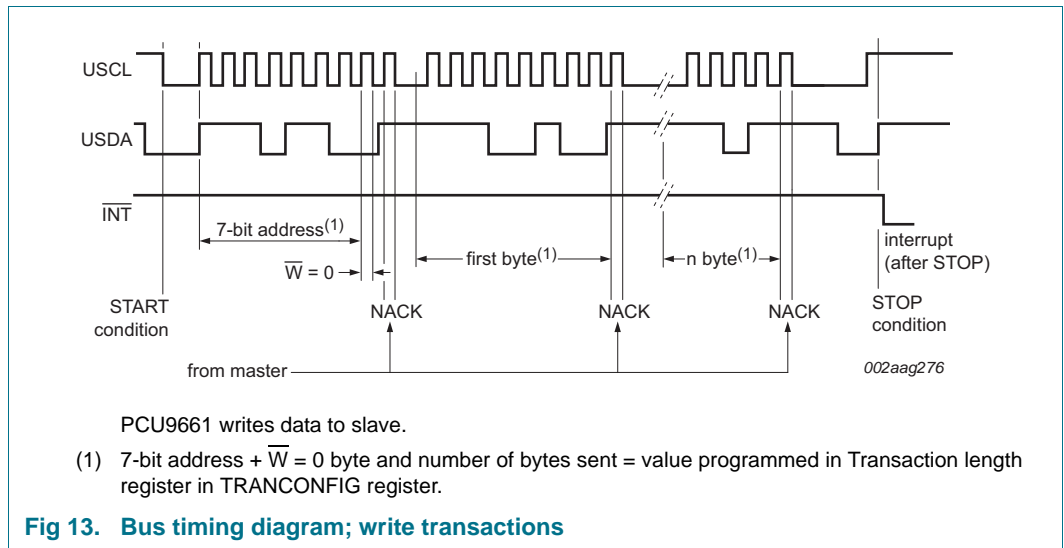 USCL
USDA
INT
7-bit address(1)
W = 0
first byte(1)
n byte(1)
interrupt
(after STOP)
START
condition
NACK
NACK
NACK
STOP
condition
from master
002aag276
PCU9661 writes data to slave.
(1) 7-bit address + W = 0 byte and number of bytes sent = value programmed in Transaction length
register in TRANCONFIG register.
Fig 13. Bus timing diagram; write transactions